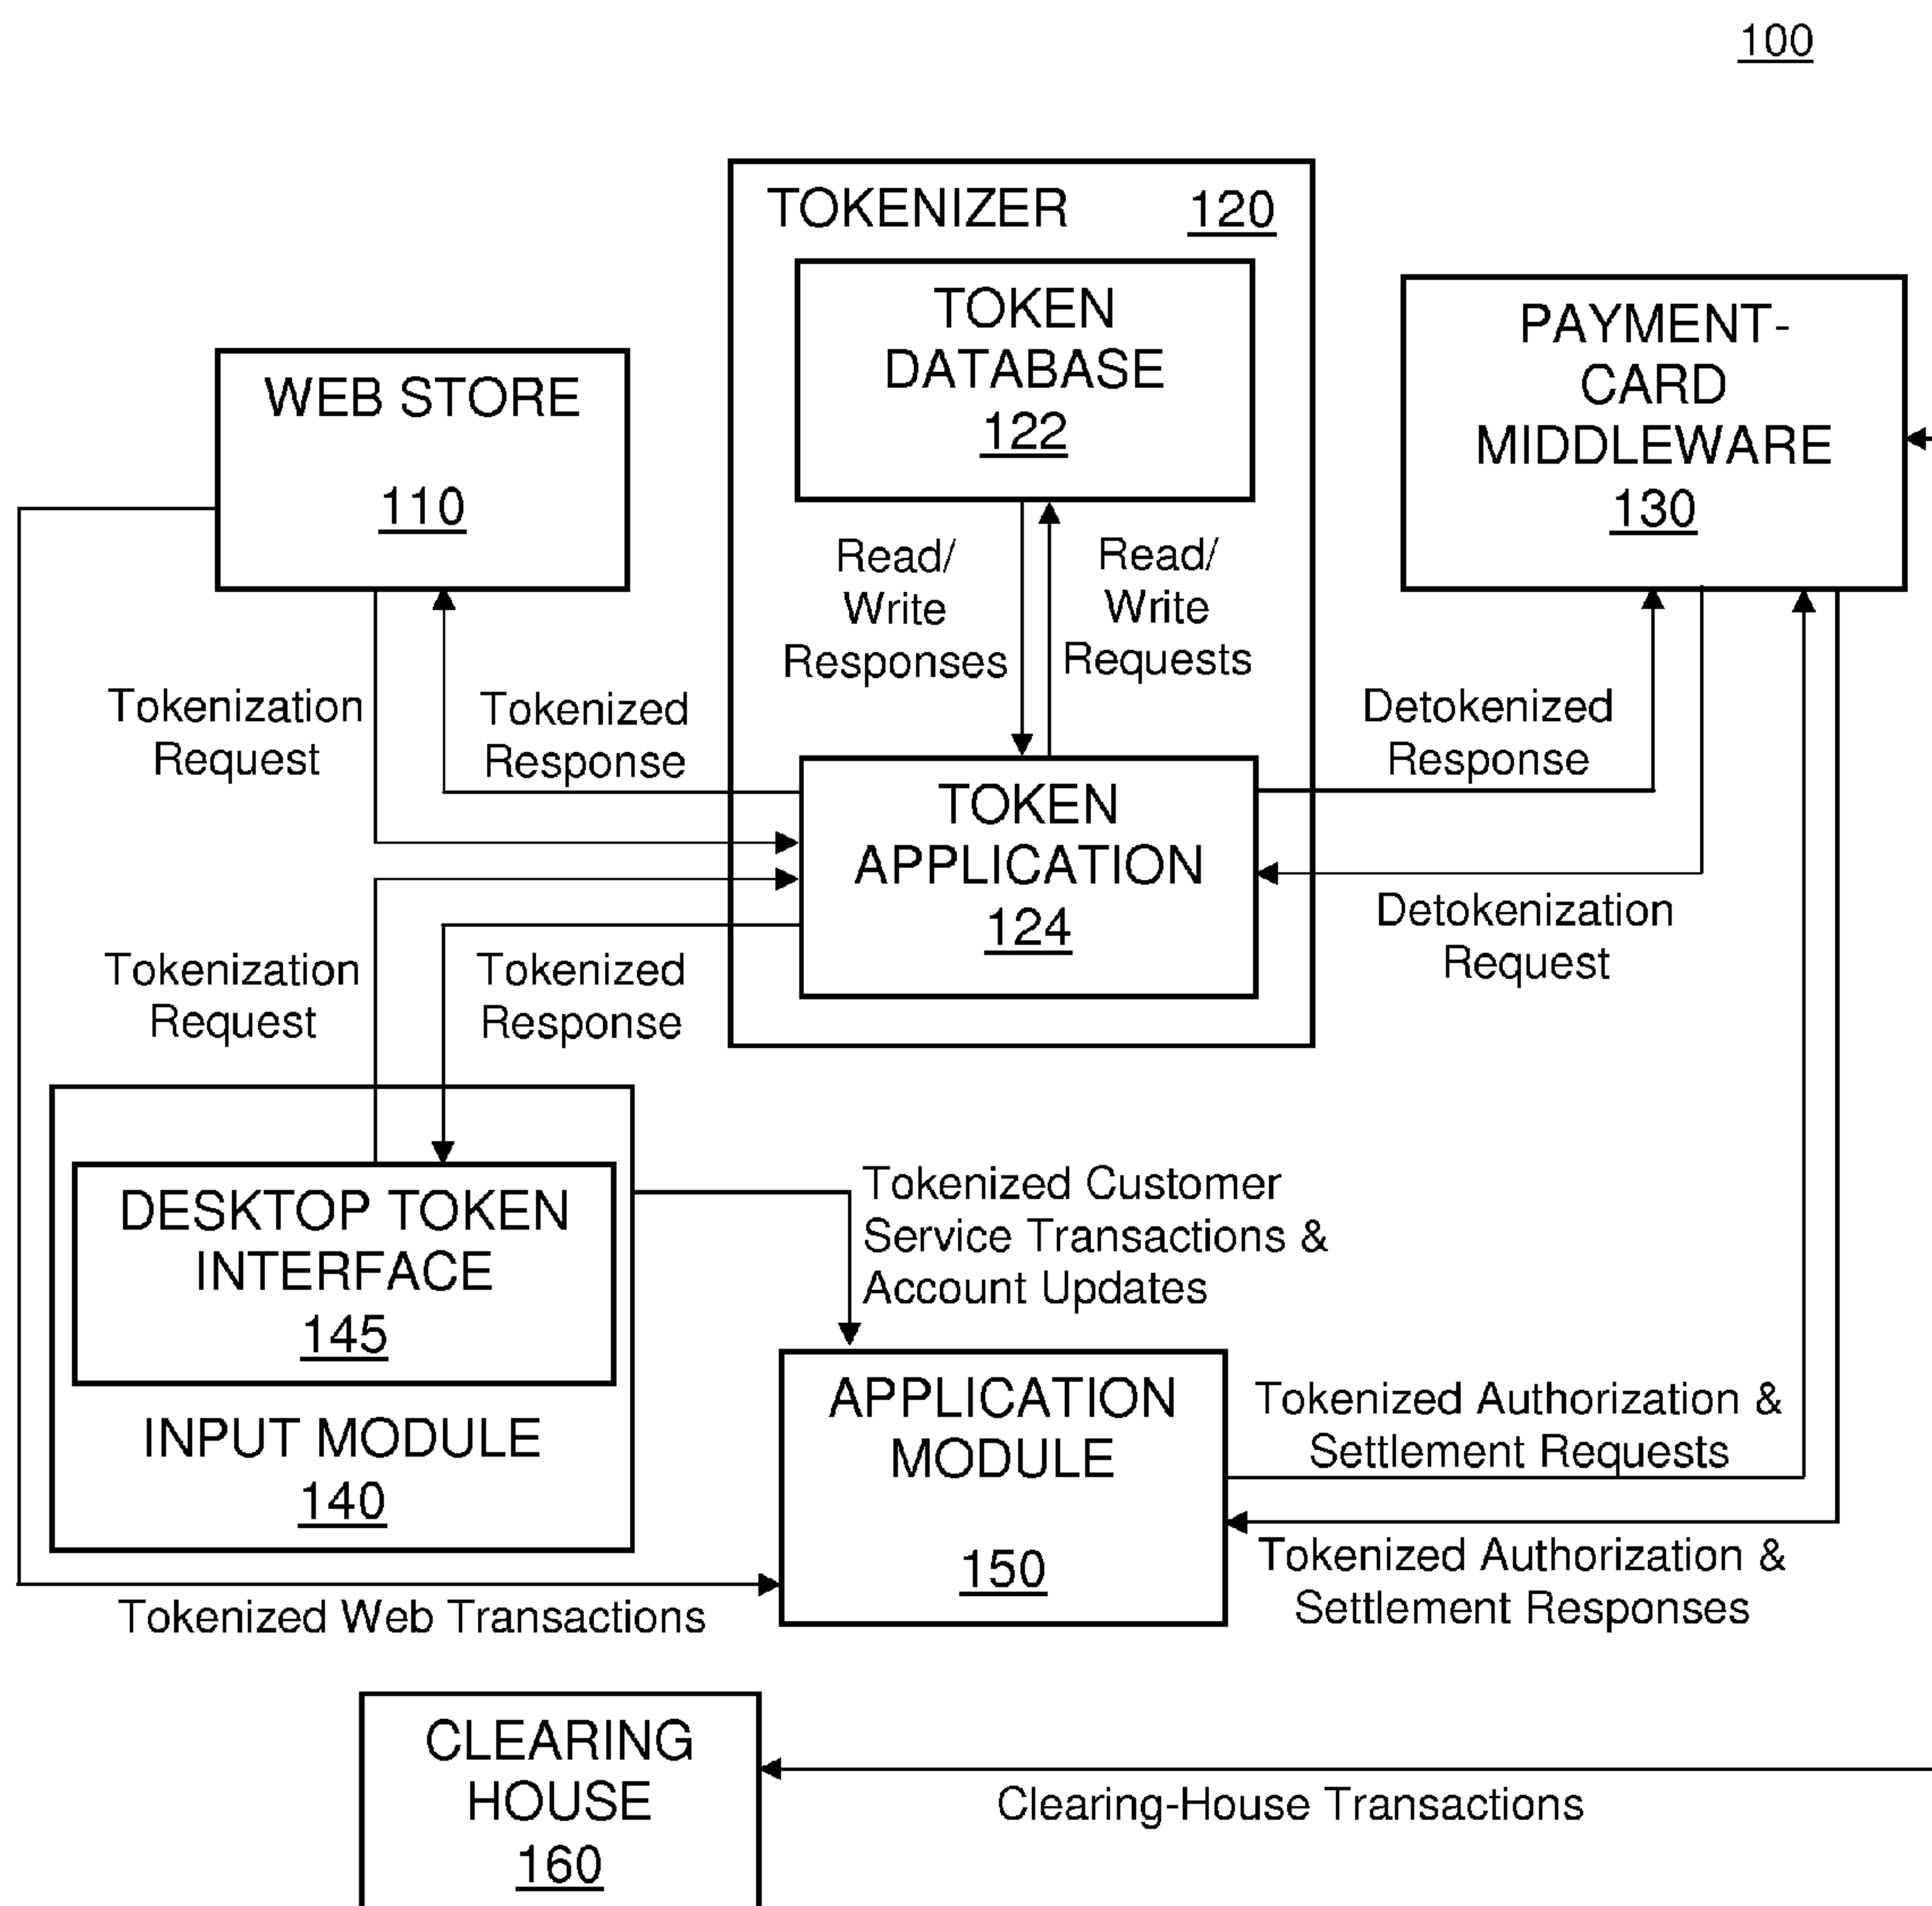 100
TOKENIZER 120
TOKEN
DATABASE
122
PAYMENT-
CARD
MIDDLEWARE
130
WEB STORE
110
Read/
Write
Responses
Read/
Write
Requests
Tokenization
Request
Tokenized
Response
Detokenized
Response
TOKEN
APPLICATION
124
Detokenization
Request
Tokenization
Request
Tokenized
Response
DESKTOP TOKEN
INTERFACE
145
INPUT MODULE
140
Tokenized Customer
Service Transactions &
Account Updates
APPLICATION
MODULE
150
Tokenized Authorization &
Settlement Requests
Tokenized Authorization &
Settlement Responses
Tokenized Web Transactions
CLEARING
HOUSE
160
Clearing-House Transactions